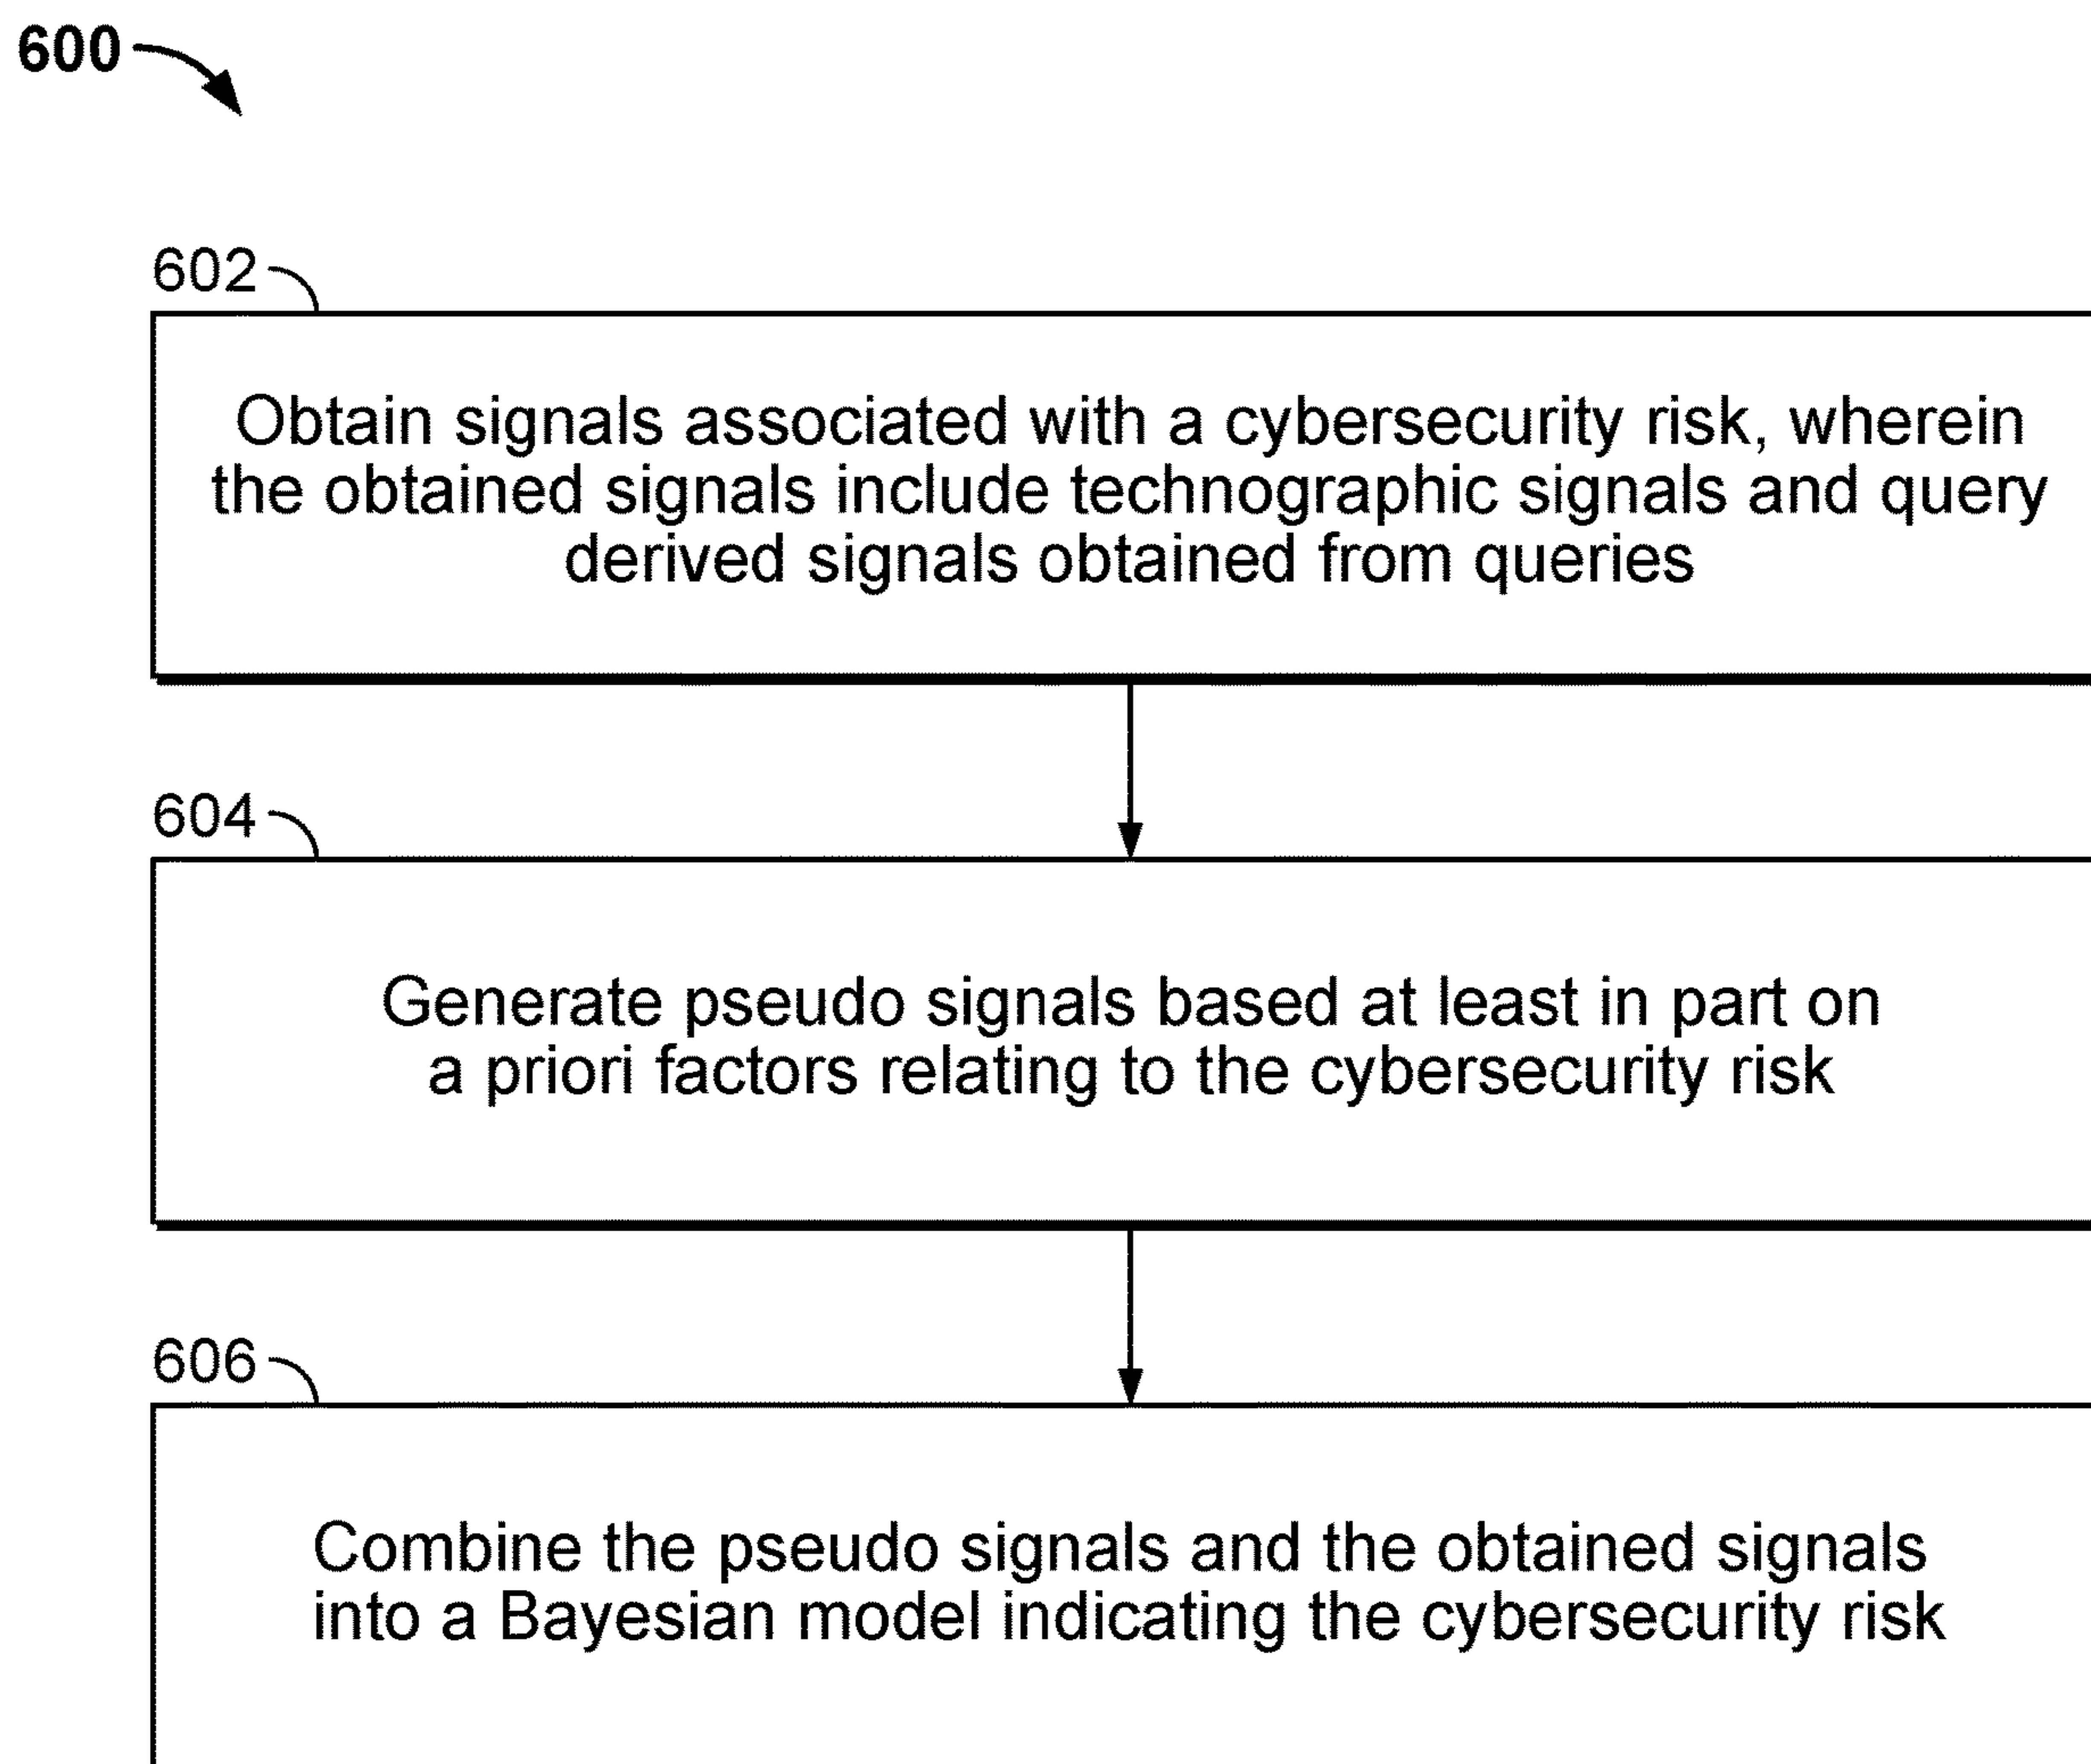 600
602
Obtain signals associated with a cybersecurity risk, wherein
the obtained signals include technographic signals and query
derived signals obtained from queries
604
Generate pseudo signals based at least in part on
a priori factors relating to the cybersecurity risk
606
Combine the pseudo signals and the obtained signals
into a Bayesian model indicating the cybersecurity risk